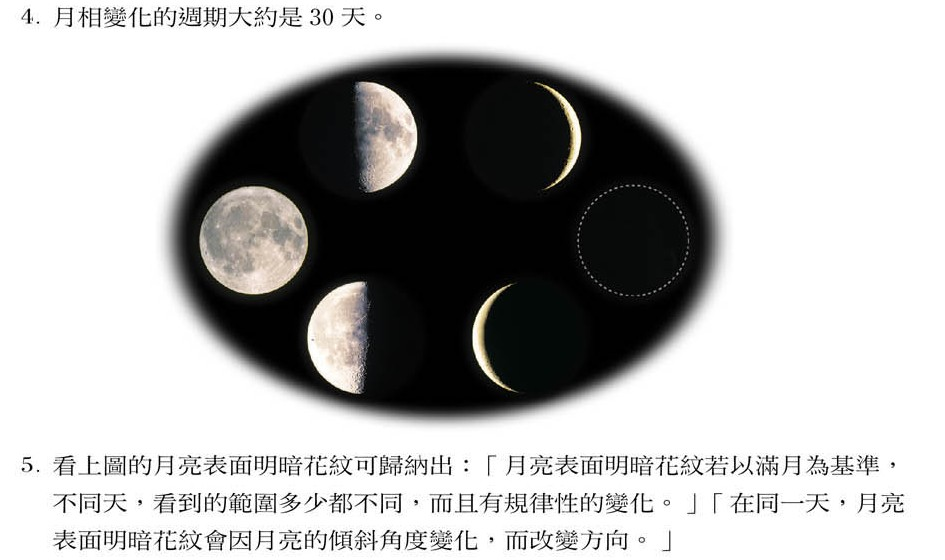 4. 月相變化的週期大約是 30 天。
5. 看上圖的月亮表面明暗花紋可歸納出：「月亮表面明暗花紋若以滿月為基準，
不同天，看到的範圍多少都不同，而且有規律性的變化。」「在同一天，月亮
表面明暗花紋會因月亮的傾斜角度變化，而改變方向。」